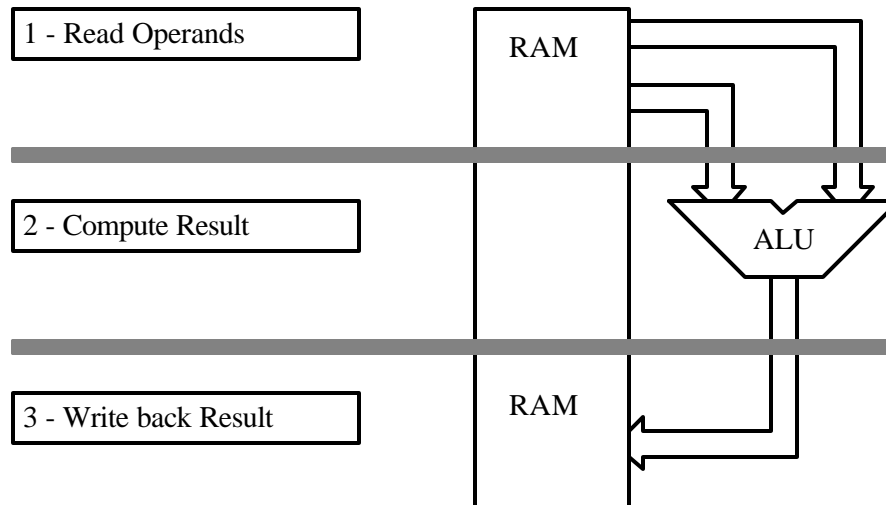 1 - Read Operands
RAM
2 - Compute Result
ALU
3 - Write back Result
RAM